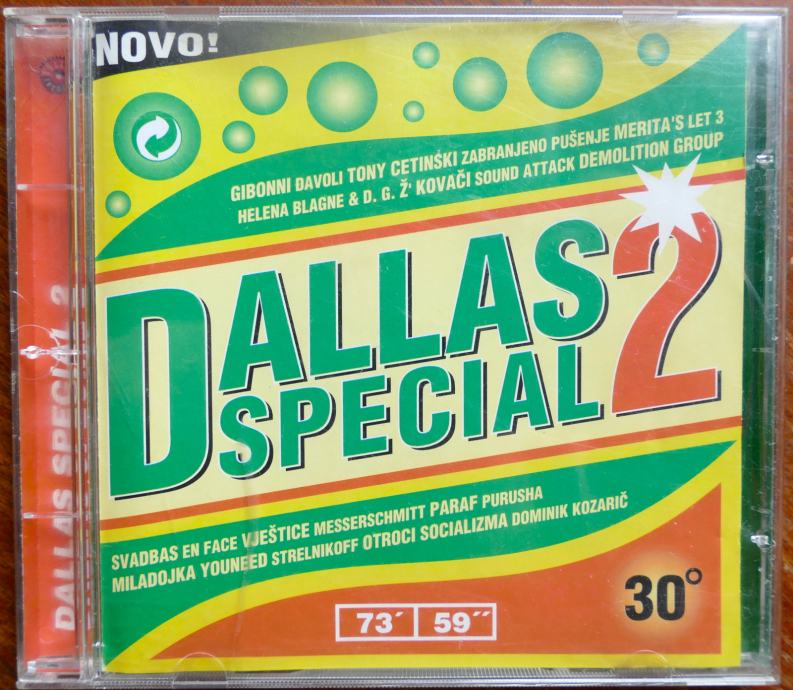 NOVO!
GIBONNI ĐAVOLI TONY CETINŠKI ZABRANJENO PUŠENJE MERITA'S LET 3
HELENA BLAGNE & D. G. Ž' KOVAČI SOUND ATTACK DEMOLITION GROUP
DALLAS 2
SPECIAL
SVADBAS EN FACE VJEŠTICE MESSERSCHMITT PARAF PURUSHA
MILADOJKA YOUNEED STRELNIKOFF OTROCI SOCIALIZMA DOMINIK KOZARIČ
30°
73´ 59´´
DALLAS SPECIAL 2